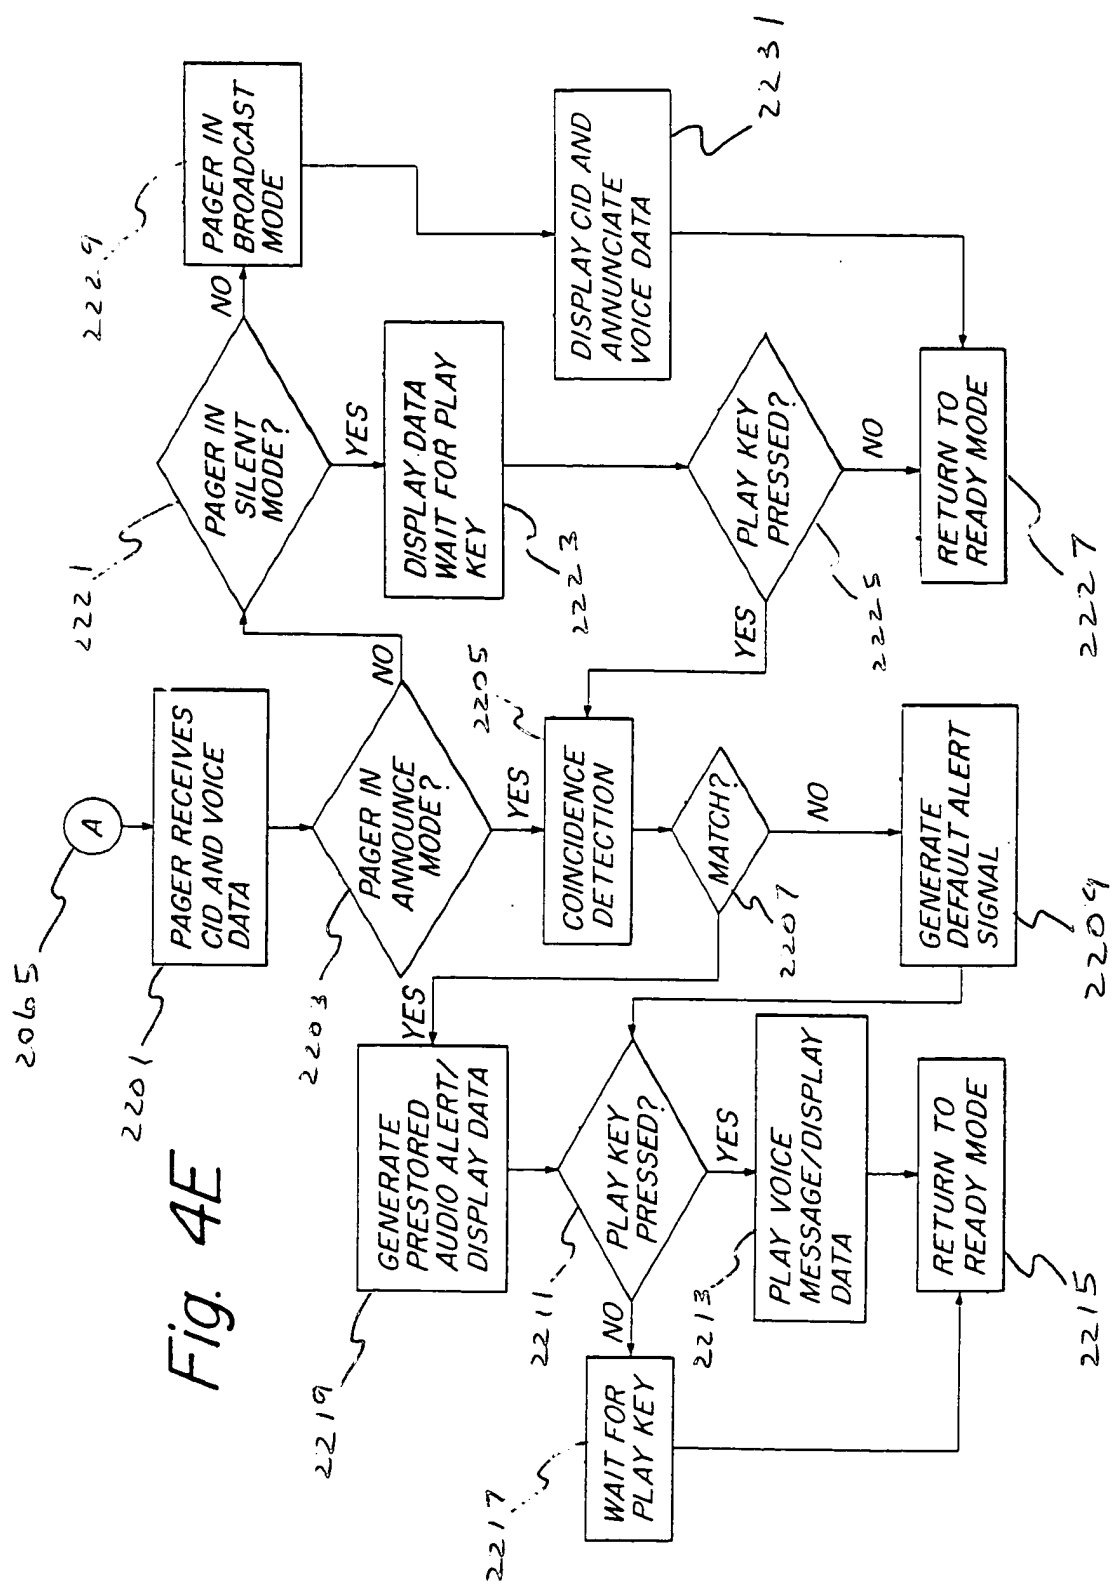 Fig. 4E
2065
A
2201
PAGER RECEIVES
CID AND VOICE
DATA
2203
PAGER IN
ANNOUNCE
MODE?
NO
YES
2221
PAGER IN
SILENT
MODE?
NO
YES
2229
PAGER IN
BROADCAST
MODE
2223
DISPLAY DATA
WAIT FOR PLAY
KEY
DISPLAY CID AND
ANNUNCIATE
VOICE DATA
2231
2205
COINCIDENCE
DETECTION
2207
MATCH?
YES
NO
2225
PLAY KEY
PRESSED?
YES
NO
2227
RETURN TO
READY MODE
2219
GENERATE
PRESTORED
AUDIO ALERT/
DISPLAY DATA
2209
GENERATE
DEFAULT ALERT
SIGNAL
2211
PLAY KEY
PRESSED?
NO
YES
2217
WAIT FOR
PLAY KEY
2213
PLAY VOICE
MESSAGE/DISPLAY
DATA
2215
RETURN TO
READY MODE